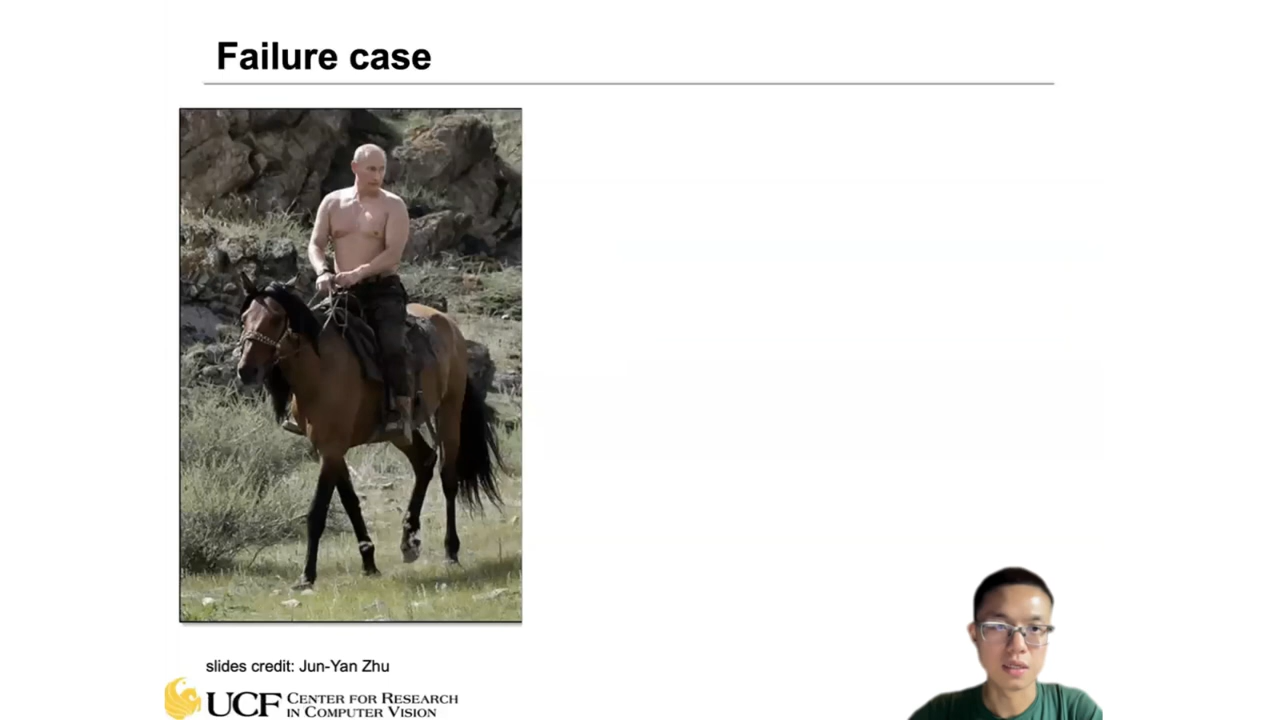 Failure case
slides credit: Jun-Yan Zhu
UCF CENTER FOR RESEARCH
IN COMPUTER VISION